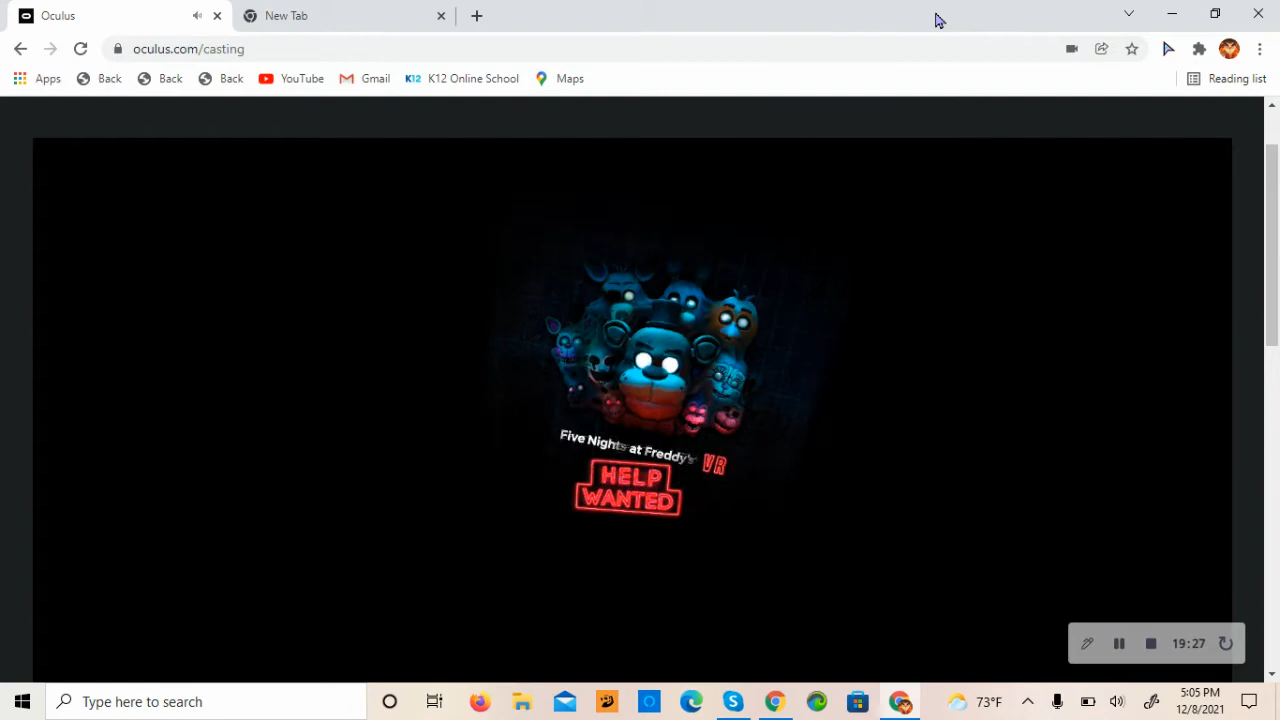 Oculus
New Tab
oculus.com/casting
Apps
Back
Back
Back
YouTube
Gmail
K12 K12 Online School
Maps
Reading list
Five Nights at Freddy's VR
HELP
WANTED
19:27
Type here to search
73°F
5:05 PM
12/8/2021